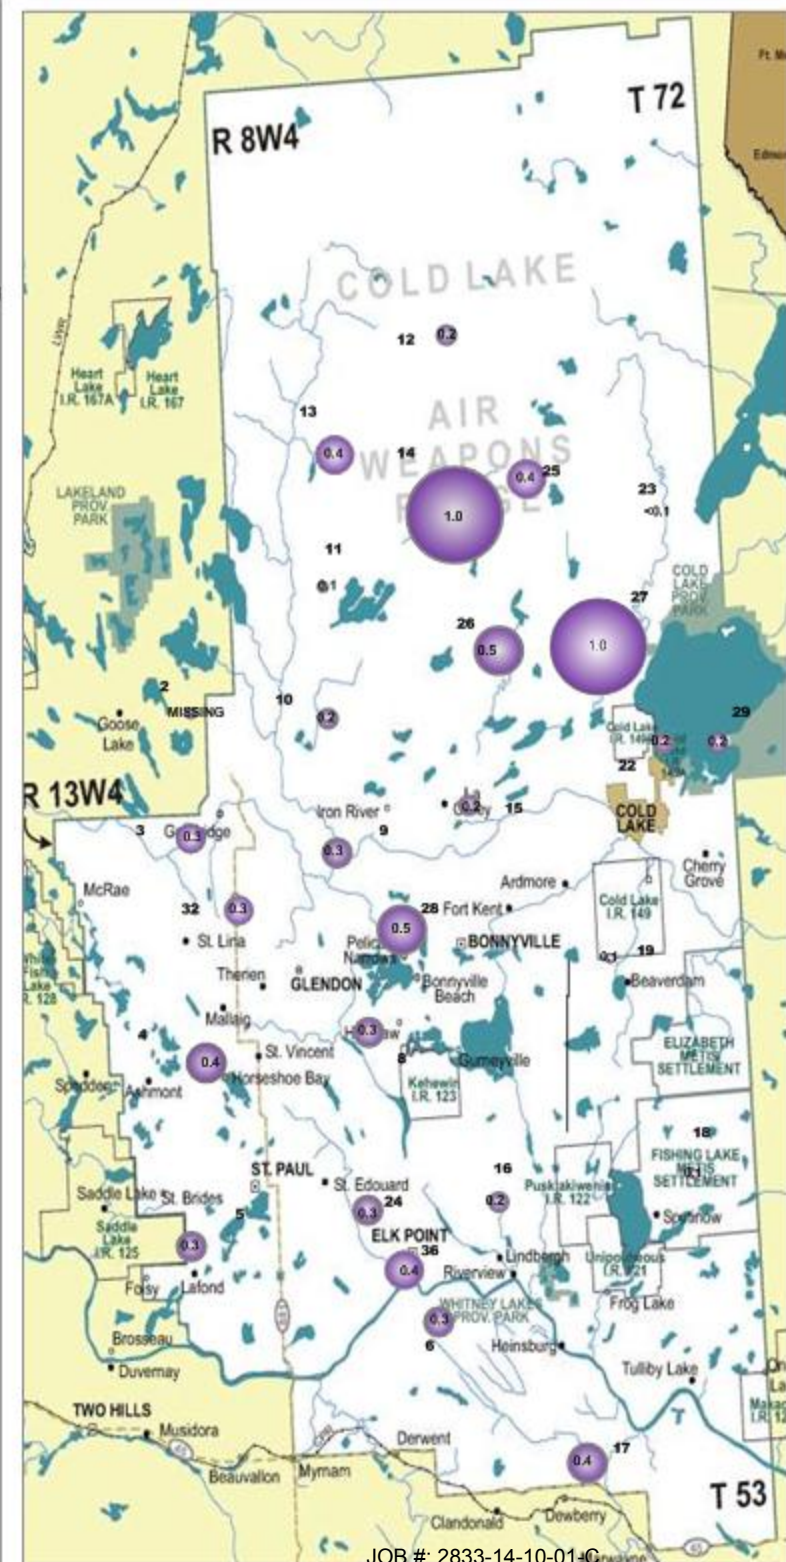 R 8W4
T 72
COLD LAKE
12
0.2
Heart
Lake
I.R. 167A
Heart
Lake
I.R. 167
AIR
WEAPONS
13
14
0.4
0.4
25
1.0
23
<0.1
LAKELAND
PROV.
PARK
11
COLD
LAKE
PROV.
PARK
27
1.0
26
0.5
2
MISSING
10
0.2
Goose
Lake
29
0.2
0.2
22
R 13W4
3
0.3
Iron River
9
0.3
0.2
15
COLD
LAKE
McRae
Ardmore
Cherry
Grove
32
0.3
28
0.5
Fort Kent
Cold Lake
I.R. 149
St. Lina
BONNYVILLE
Therien
GLENDON
Bonnyville
Beach
19
Beaverdam
Mallaig
4
0.3
8
0.4
St. Vincent
Horseshoe Bay
Gurneyville
ELIZABETH
METIS
SETTLEMENT
Ashmont
Kehewin
I.R. 123
18
FISHING LAKE
METIS
SETTLEMENT
ST. PAUL
St. Edouard
16
0.2
I.R. 122
Saddle Lake
St. Brides
5
24
0.3
Saddle
Lake
I.R. 125
0.3
ELK POINT
36
0.4
Lindbergh
Riverview
Foisy
Lafond
Frog Lake
WHITNEY LAKES
PROV. PARK
0.3
6
Heinsburg
Brosseau
Duvernay
Tulliby Lake
TWO HILLS
Musidora
45
Beauvallon
Myrnam
Derwent
17
0.4
T 53
Clandonald
Dewberry
45
JOB #: 2833-14-10-01-C